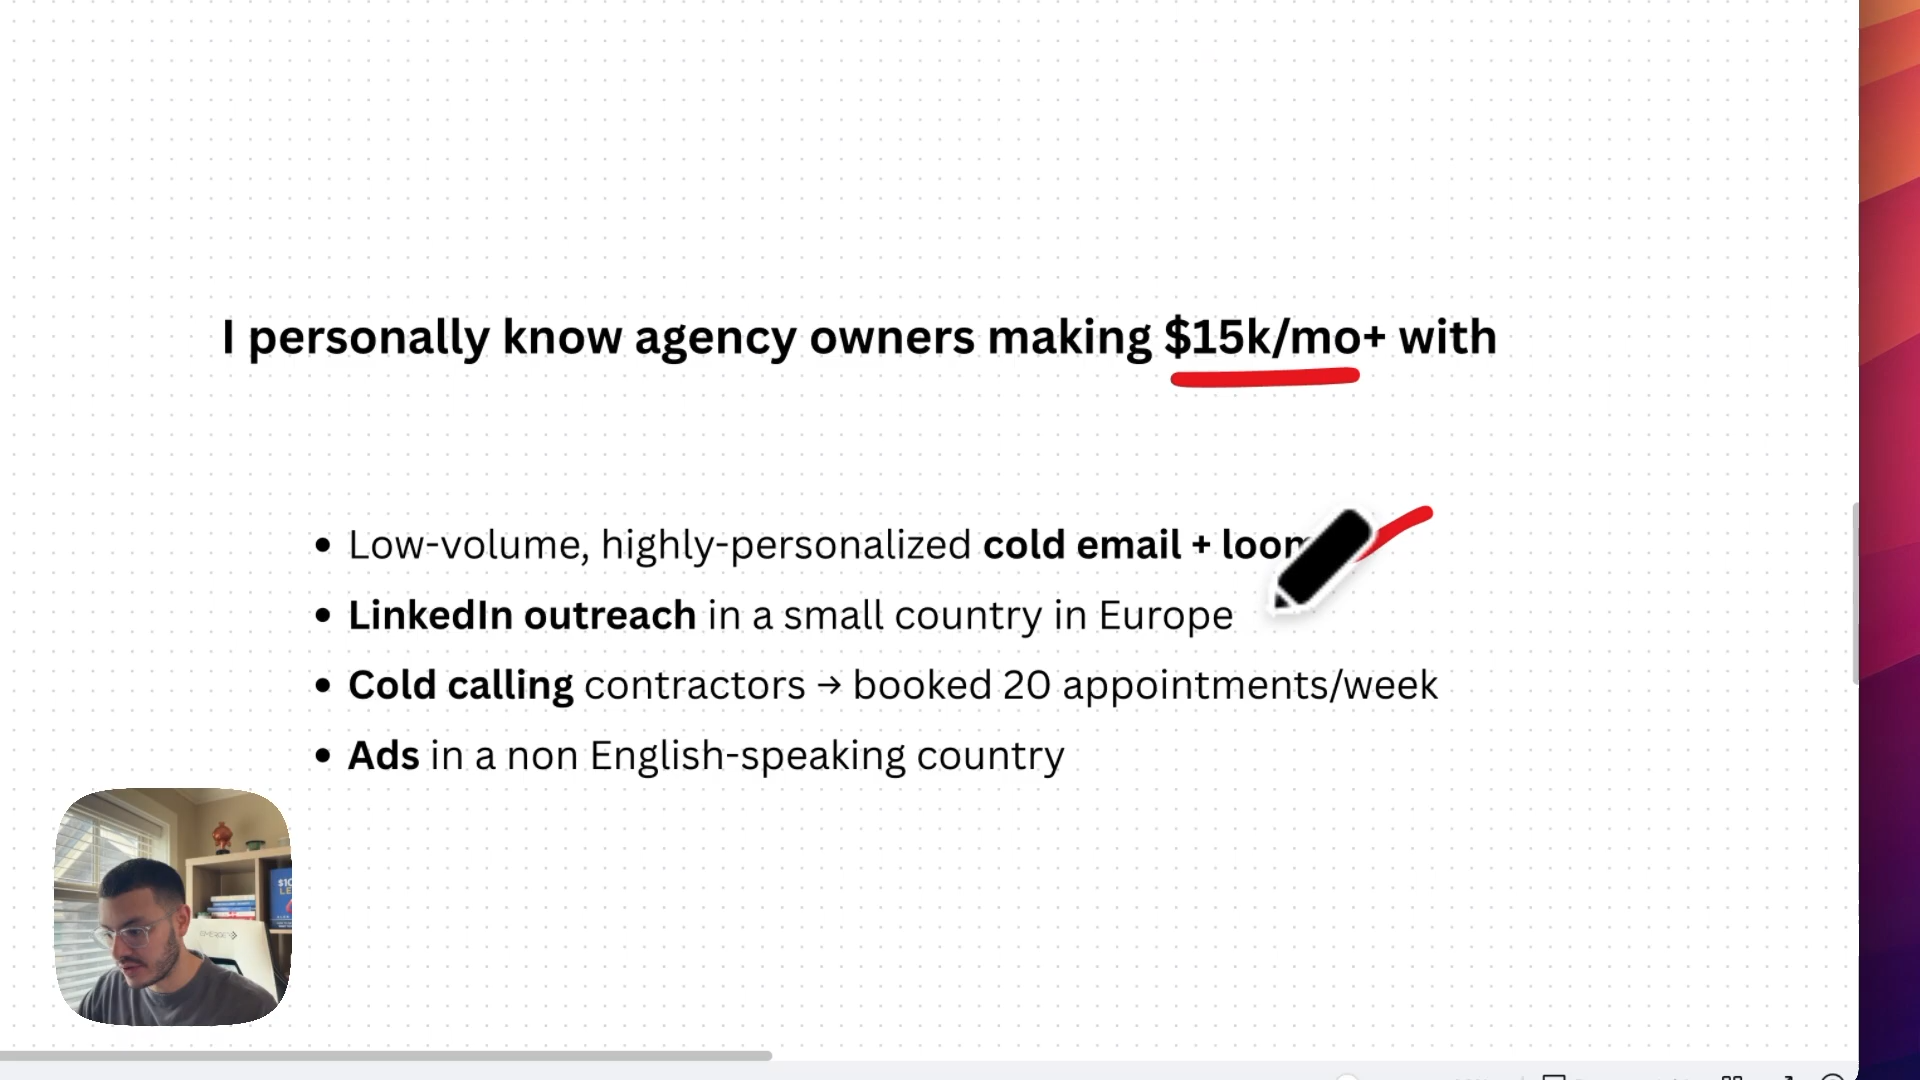 I personally know agency owners making $15k/mo+ with
• Low-volume, highly-personalized cold email + loom
• LinkedIn outreach in a small country in Europe
• Cold calling contractors → booked 20 appointments/week
• Ads in a non English-speaking country